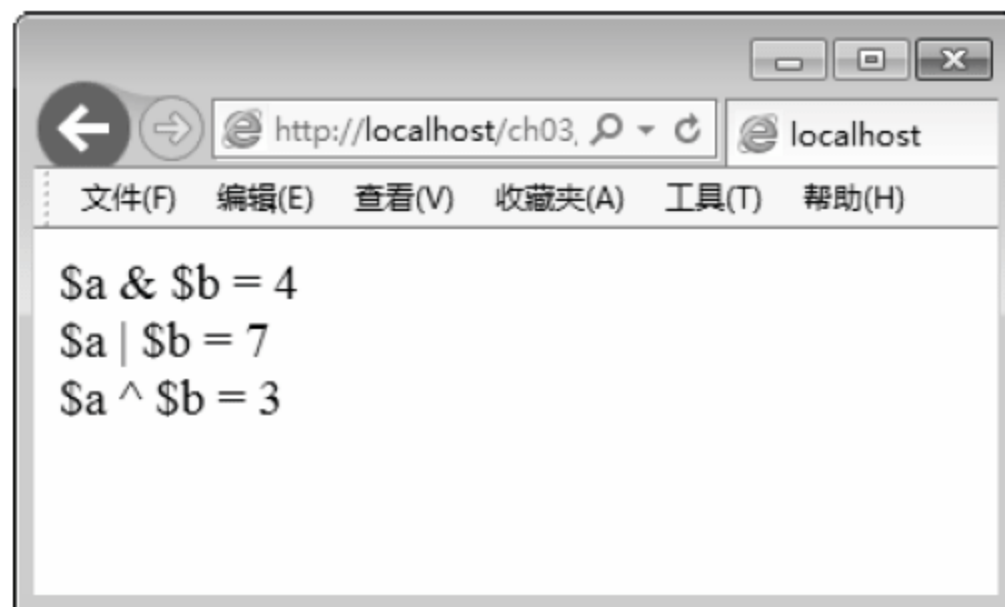 http://localhost/ch03,
localhost
文件(F) 编辑(E) 查看(V) 收藏夹(A) 工具(T) 帮助(H)
$a & $b = 4
$a | $b = 7
$a ^ $b = 3